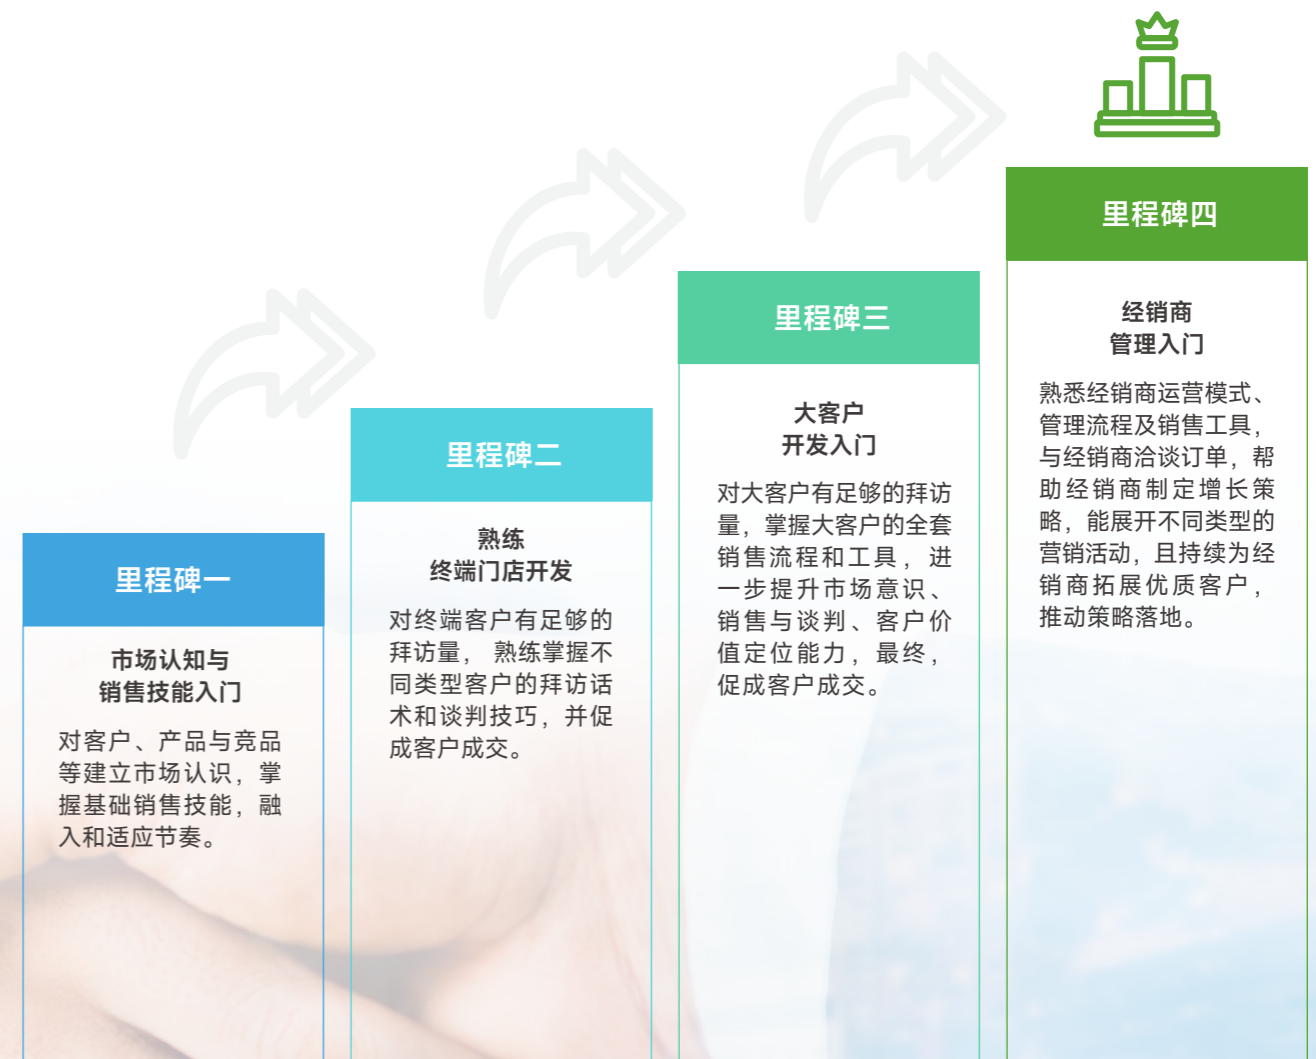 里程碑一
市场认知与
销售技能入门
对客户、产品与竞品
等建立市场认识，掌
握基础销售技能，融
入和适应节奏。
里程碑二
熟练
终端门店开发
对终端客户有足够的
拜访量， 熟练掌握不
同类型客户的拜访话
术和谈判技巧，并促
成客户成交。
里程碑三
大客户
开发入门
对大客户有足够的拜访
量，掌握大客户的全套
销售流程和工具，进
一步提升市场意识、
销售与谈判、客户价
值定位能力，最终，
促成客户成交。
里程碑四
经销商
管理入门
熟悉经销商运营模式、
管理流程及销售工具，
与经销商洽谈订单，帮
助经销商制定增长策
略，能展开不同类型的
营销活动，且持续为经
销商拓展优质客户，
推动策略落地。